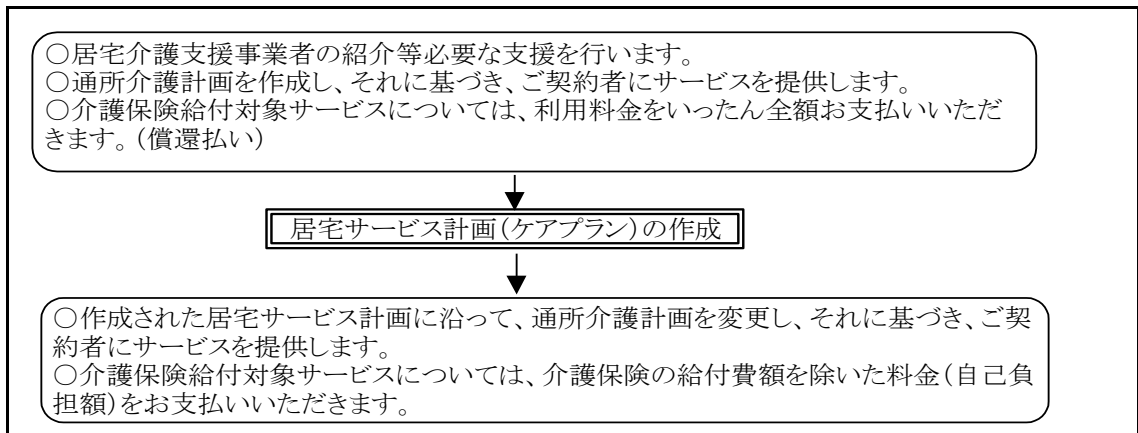 ○居宅介護支援事業者の紹介等必要な支援を行います。
○通所介護計画を作成し、それに基づき、ご契約者にサービスを提供します。
○介護保険給付対象サービスについては、利用料金をいったん全額お支払いいただ
きます。(償還払い)
居宅サービス計画(ケアプラン)の作成
○作成された居宅サービス計画に沿って、通所介護計画を変更し、それに基づき、ご契
約者にサービスを提供します。
○介護保険給付対象サービスについては、介護保険の給付費額を除いた料金(自己負
担額)をお支払いいただきます。